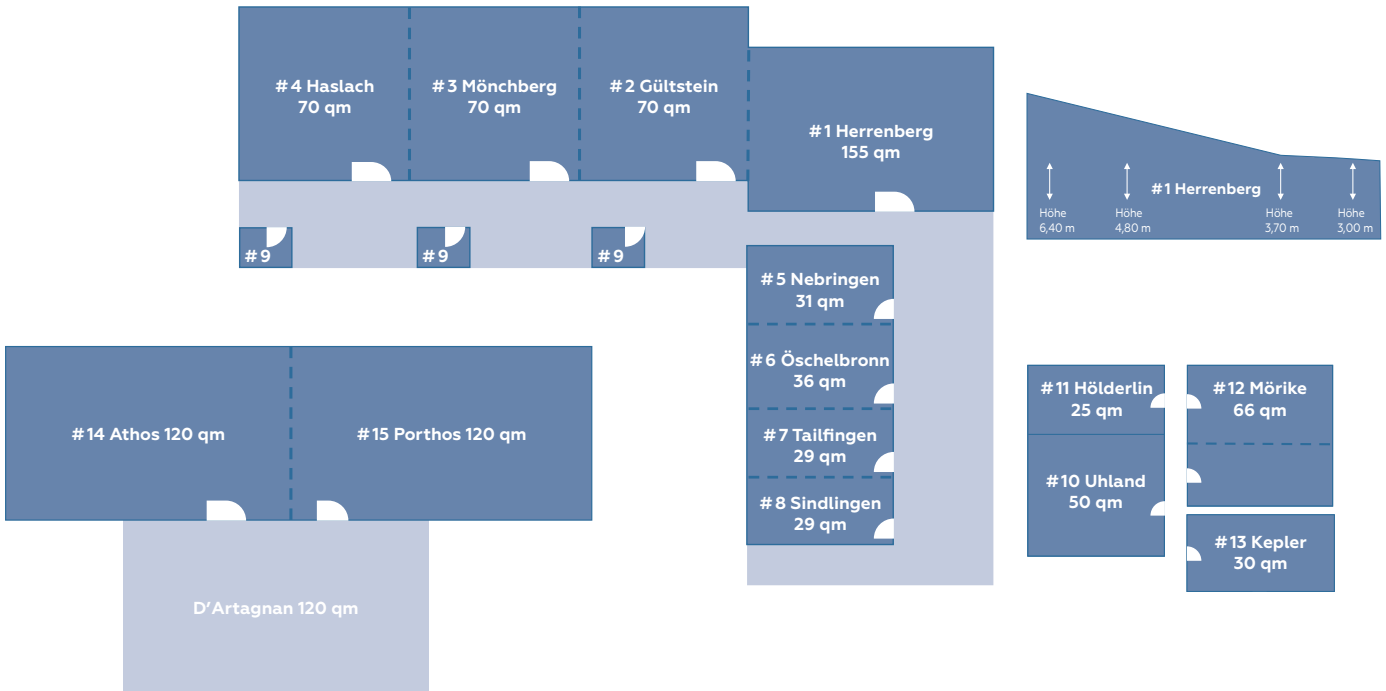 #4 Haslach
70 qm
#3 Mönchberg
70 qm
#2 Gültstein
70 qm
#1 Herrenberg
155 qm
#1 Herrenberg
Höhe
6,40 m
Höhe
4,80 m
Höhe
3,70 m
Höhe
3,00 m
#9
#9
#9
#5 Nebringen
31 qm
#6 Öschelbronn
36 qm
#7 Tailfingen
29 qm
#8 Sindlingen
29 qm
#14 Athos 120 qm
#15 Porthos 120 qm
D'Artagnan 120 qm
#11 Hölderlin
25 qm
#10 Uhland
50 qm
#12 Mörike
66 qm
#13 Kepler
30 qm